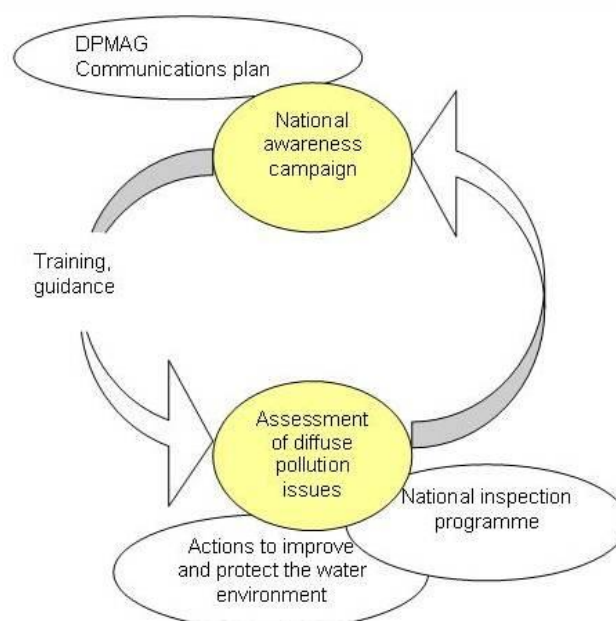 DPMAG
Communications plan
National
awareness
campaign
Training,
guidance
Assessment
of diffuse
pollution
issues
National inspection
programme
Actions to improve
and protect the water
environment